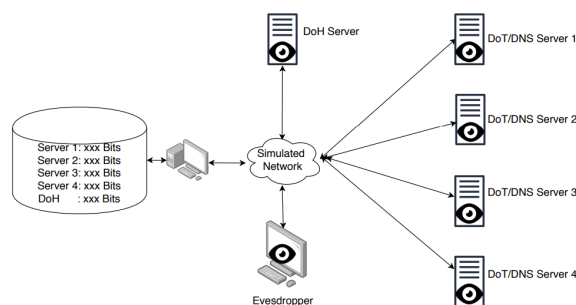 DoH Server
DoT/DNS Server 1
DoT/DNS Server 2
Server 1: xxx Bits
Server 2: xxx Bits
Server 3: xxx Bits
Server 4: xxx Bits
DoH : xxx Bits
Simulated
Network
DoT/DNS Server 3
DoT/DNS Server 4
Evesdropper